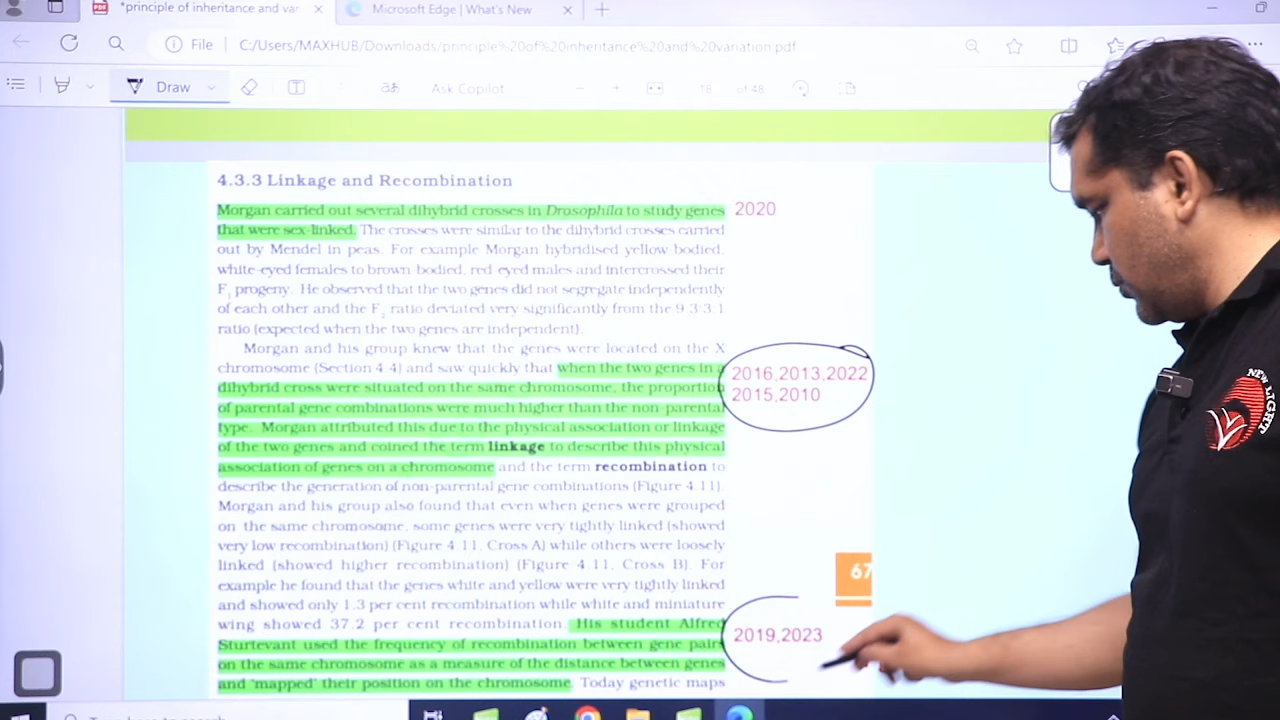 *principle of inheritance and var
Microsoft Edge | What's New
File
C:/Users/MAXHUB/Downloads/principle%20of%20inheritance%20and%20variation.pdf
Draw
Ask Copilot
18 of 48
4.3.3 Linkage and Recombination
Morgan carried out several dihybrid crosses in Drosophila to study genes 2020
that were sex-linked. The crosses were similar to the dihybrid crosses carried
out by Mendel in peas. For example Morgan hybridised yellow bodied,
white-eyed females to brown bodied, red eyed males and intercrossed their
F1 progeny. He observed that the two genes did not segregate independently
of each other and the F2 ratio deviated very significantly from the 9:3:3:1
ratio (expected when the two genes are independent).
Morgan and his group knew that the genes were located on the X
chromosome (Section 4.4) and saw quickly that when the two genes in a 2016,2013,2022
dihybrid cross were situated on the same chromosome, the proportion 2015,2010
of parental gene combinations were much higher than the non-parental
type. Morgan attributed this due to the physical association or linkage
of the two genes and coined the term linkage to describe this physical
association of genes on a chromosome and the term recombination to
describe the generation of non-parental gene combinations (Figure 4.11).
Morgan and his group also found that even when genes were grouped
on the same chromosome, some genes were very tightly linked (showed
very low recombination) (Figure 4.11, Cross A) while others were loosely
linked (showed higher recombination) (Figure 4.11, Cross B). For
67
example he found that the genes white and yellow were very tightly linked
and showed only 1.3 per cent recombination while white and miniature
wing showed 37.2 per cent recombination. His student Alfred
2019,2023
Sturtevant used the frequency of recombination between gene pairs
on the same chromosome as a measure of the distance between genes
and 'mapped' their position on the chromosome. Today genetic maps
NEW LIGHT